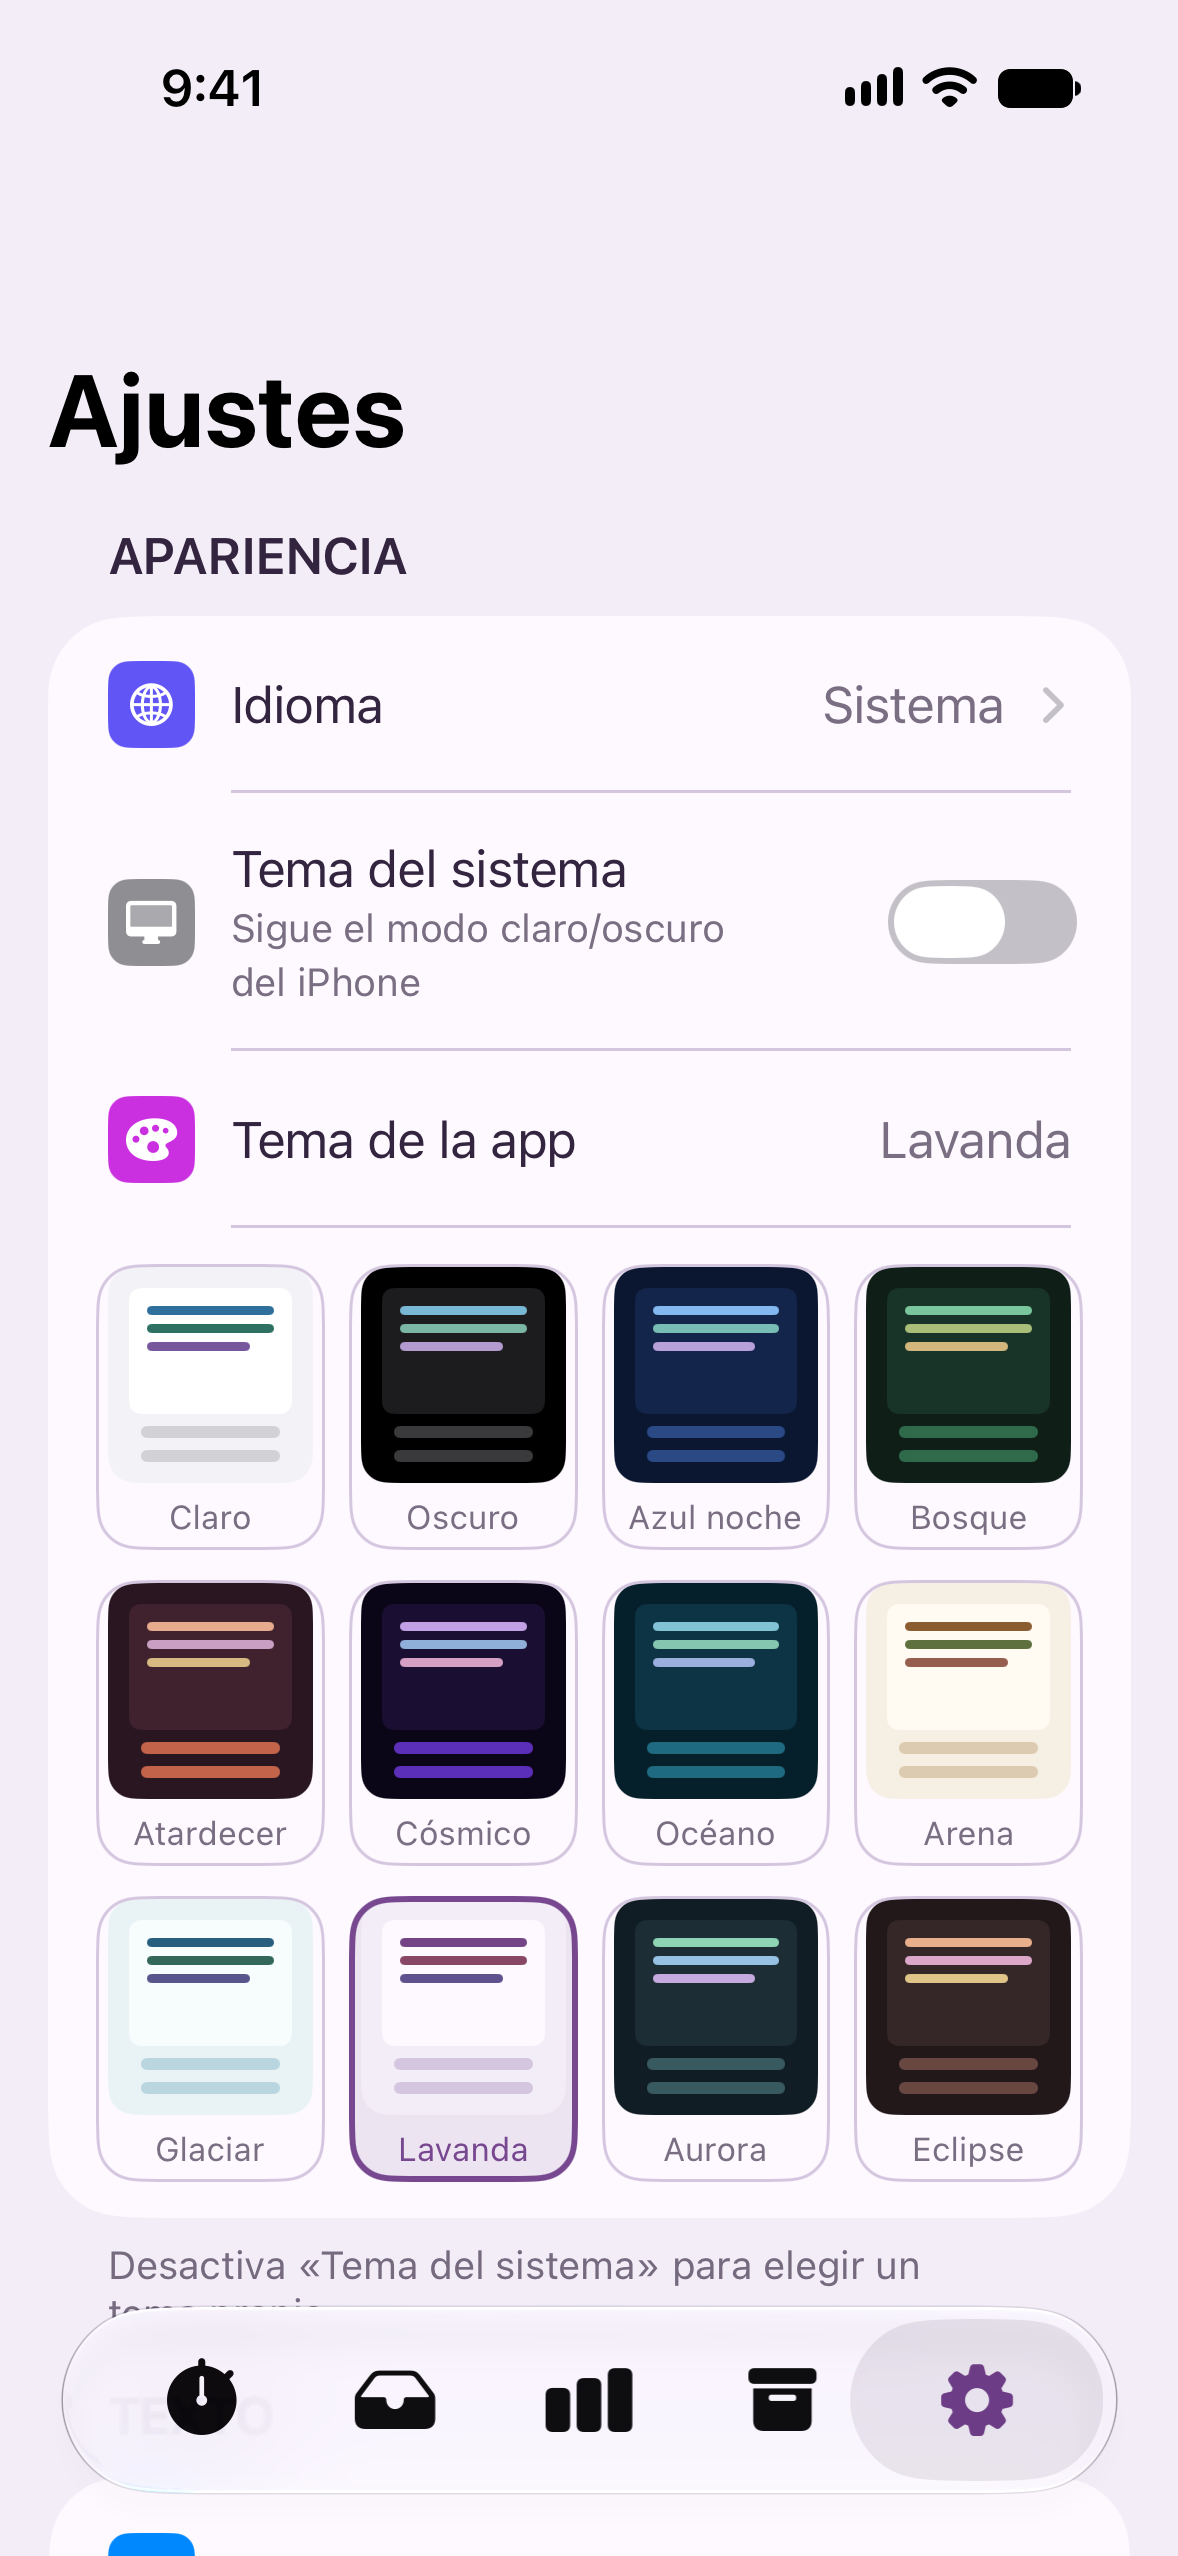 9:41
Ajustes
APARIENCIA
Idioma
Sistema
Tema del sistema
Sigue el modo claro/oscuro
del iPhone
Tema de la app
Lavanda
Claro
Oscuro
Azul noche
Bosque
Atardecer
Cósmico
Océano
Arena
Glaciar
Lavanda
Aurora
Eclipse
Desactiva «Tema del sistema» para elegir un